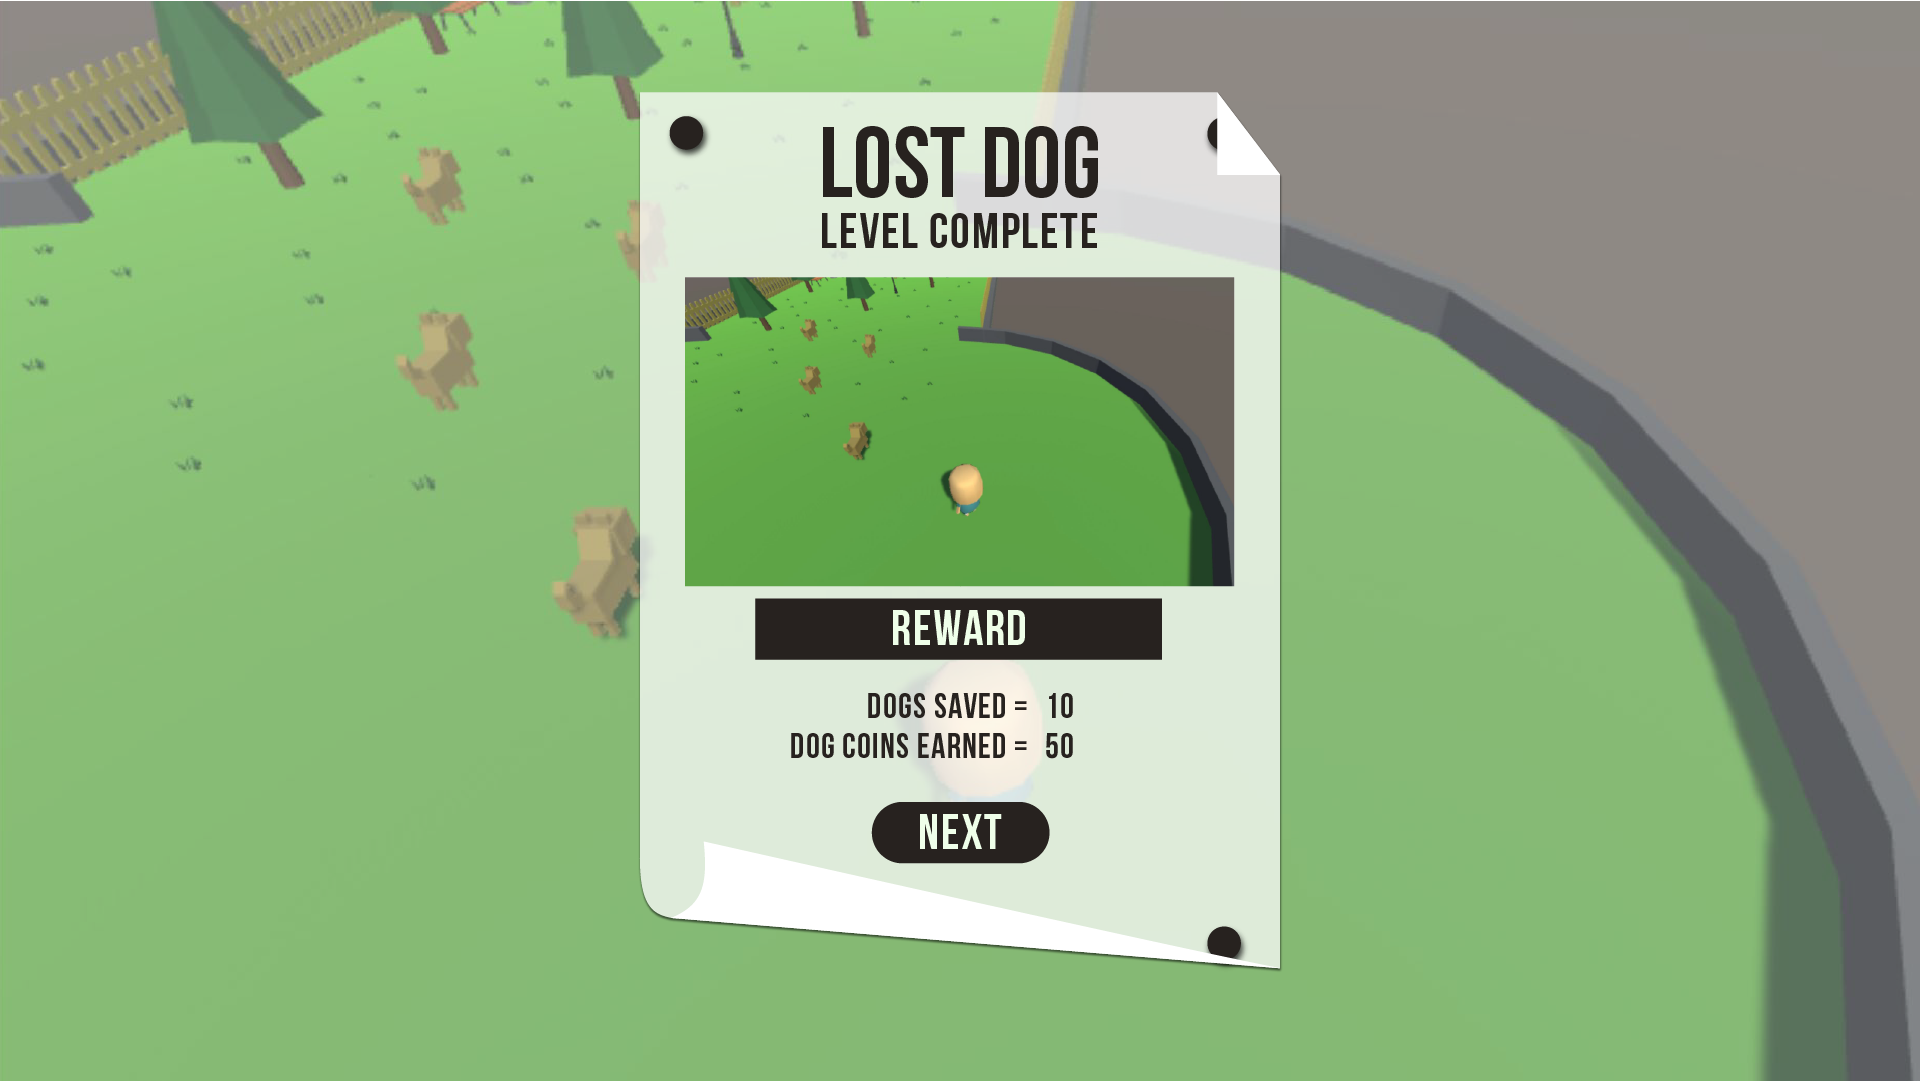 LOST DOG
LEVEL COMPLETE
REWARD
DOGS SAVED = 10
DOG COINS EARNED = 50
NEXT